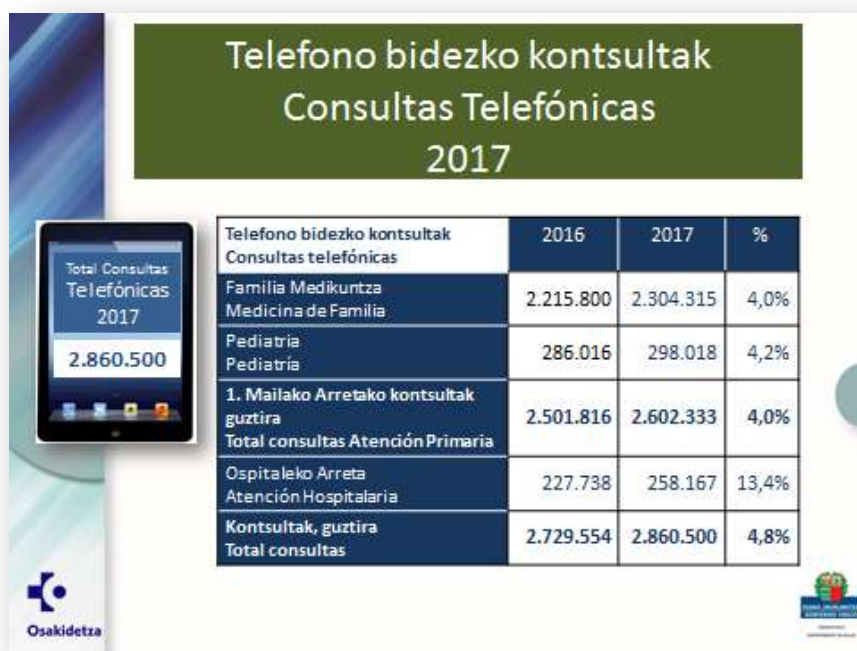 Telefono bidezko kontsultak
Consultas Telefónicas
2017
Total Consultas
Telefónicas
2017
2.860.500
Telefono bidezko kontsultak
Consultas telefónicas
2016
2017
%
Familia Medikuntza
Medicina de Familia
2.215.800
2.304.315
4,0%
Pediatria
Pediatría
286.016
298.018
4,2%
1. Mailako Arretako kontsultak
guztira
Total consultas Atención Primaria
2.501.816
2.602.333
4,0%
Ospitaleko Arreta
Atención Hospitalaria
227.738
258.167
13,4%
Kontsultak, guztira
Total consultas
2.729.554
2.860.500
4,8%
Osakidetza